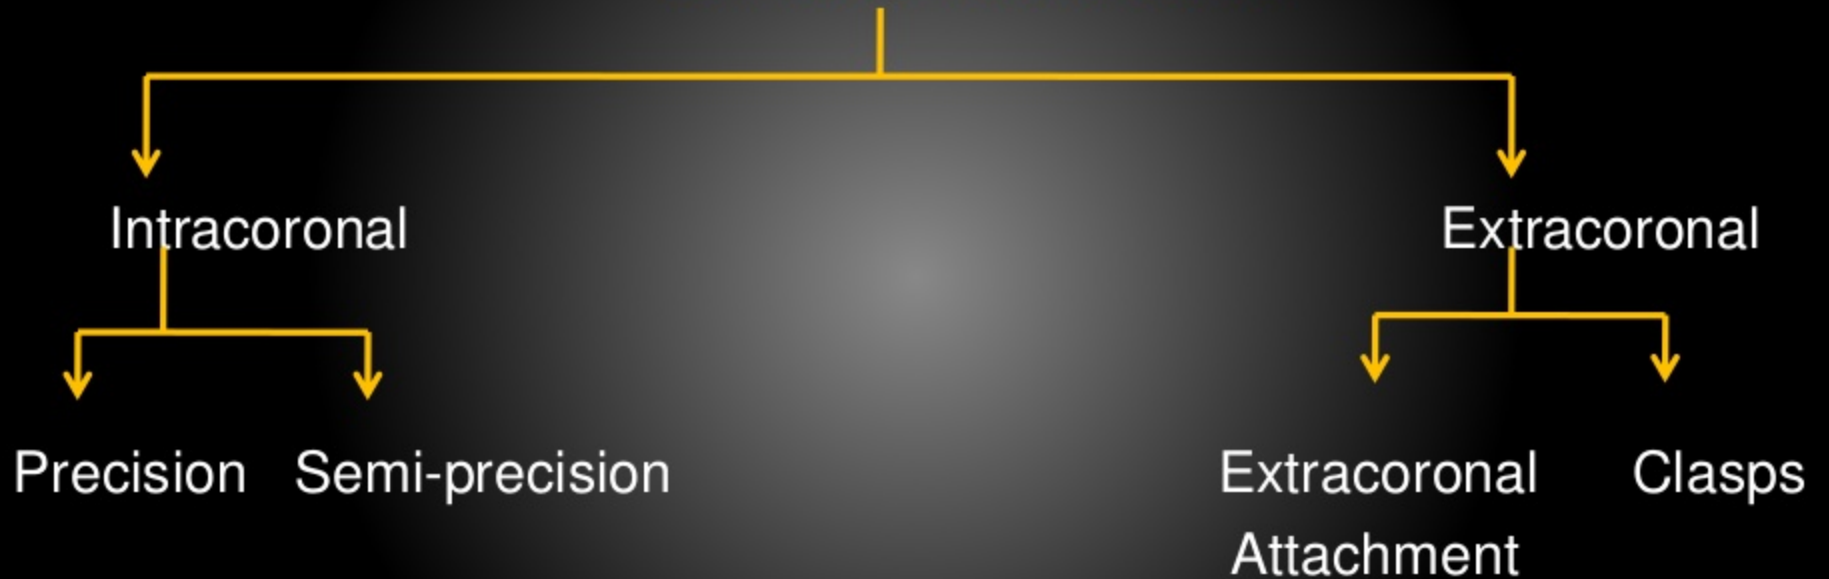 Intracoronal
Extracoronal
Precision
Semi-precision
Extracoronal
Attachment
Clasps